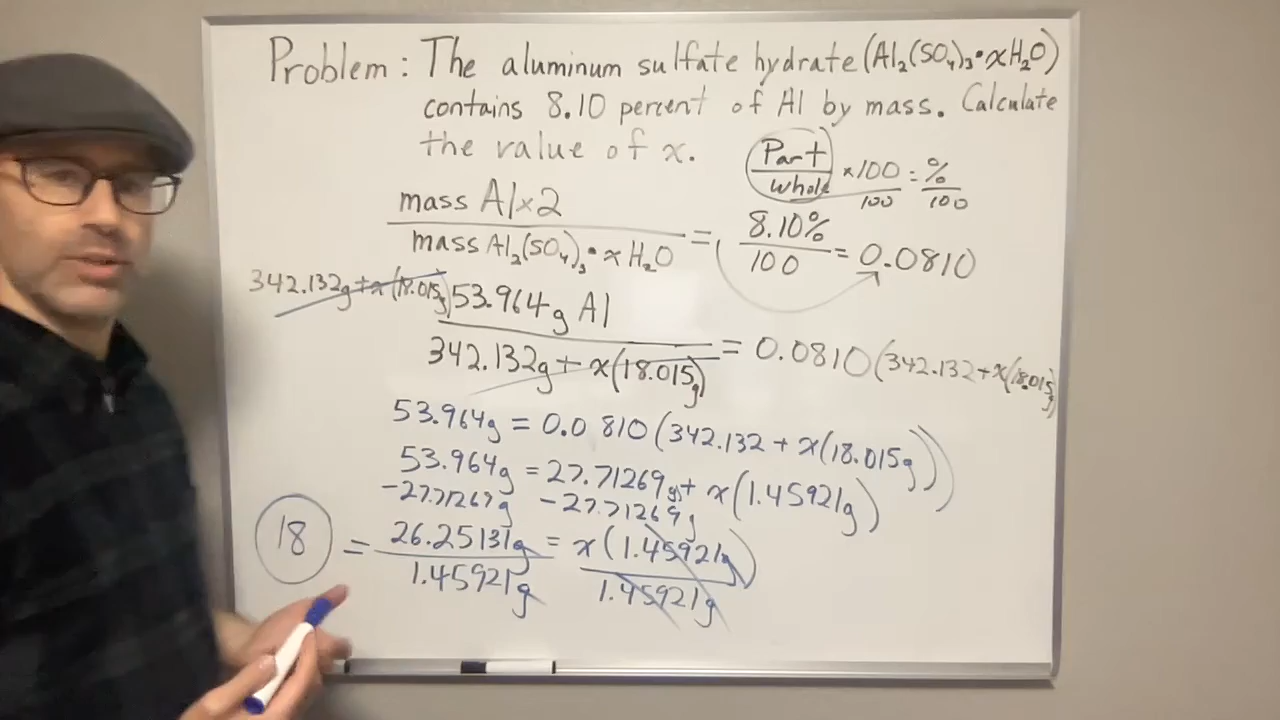 Problem: The aluminum sulfate hydrate (Al₂(SO₄)₃•xH₂O)
contains 8.10 percent of Al by mass. Calculate
the value of x.
Part/whole ×100/100 = %/100
mass Al×2
mass Al₂(SO₄)₃•xH₂O
= 8.10%/100 = 0.0810
342.132g+x(18.015g)
53.964g Al
342.132g + x(18.015g)
= 0.0810(342.132+x(18.015g)
53.964g = 0.0810(342.132 + x(18.015g))
53.964g = 27.71269g + x(1.45921g)
-27.71269g -27.71269g
18 = 26.25131g = x(1.45921g)
1.45921g 1.45921g